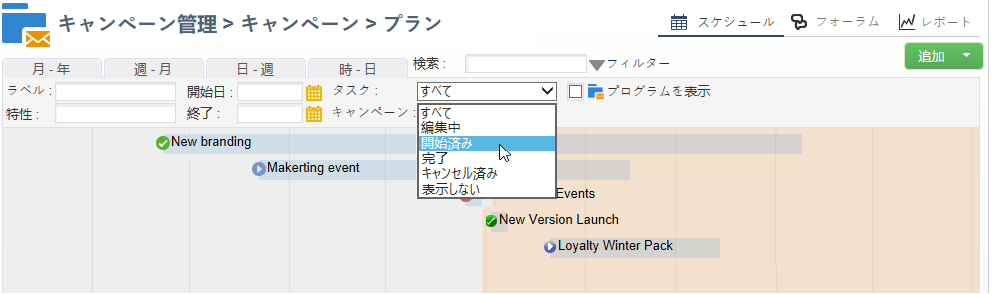 キャンペーン管理 > キャンペーン > プラン
スケジュール フォーラム レポート
追加
月 - 年 週 - 月 日 - 週 時 - 日 検索 : フィルター
ラベル : 開始日 : タスク : すべて プログラムを表示
特性 : 終了 : キャンペーン :
すべて
編集中
開始済み
完了
キャンセル済み
表示しない
New branding
Makerting event
Events
New Version Launch
Loyalty Winter Pack